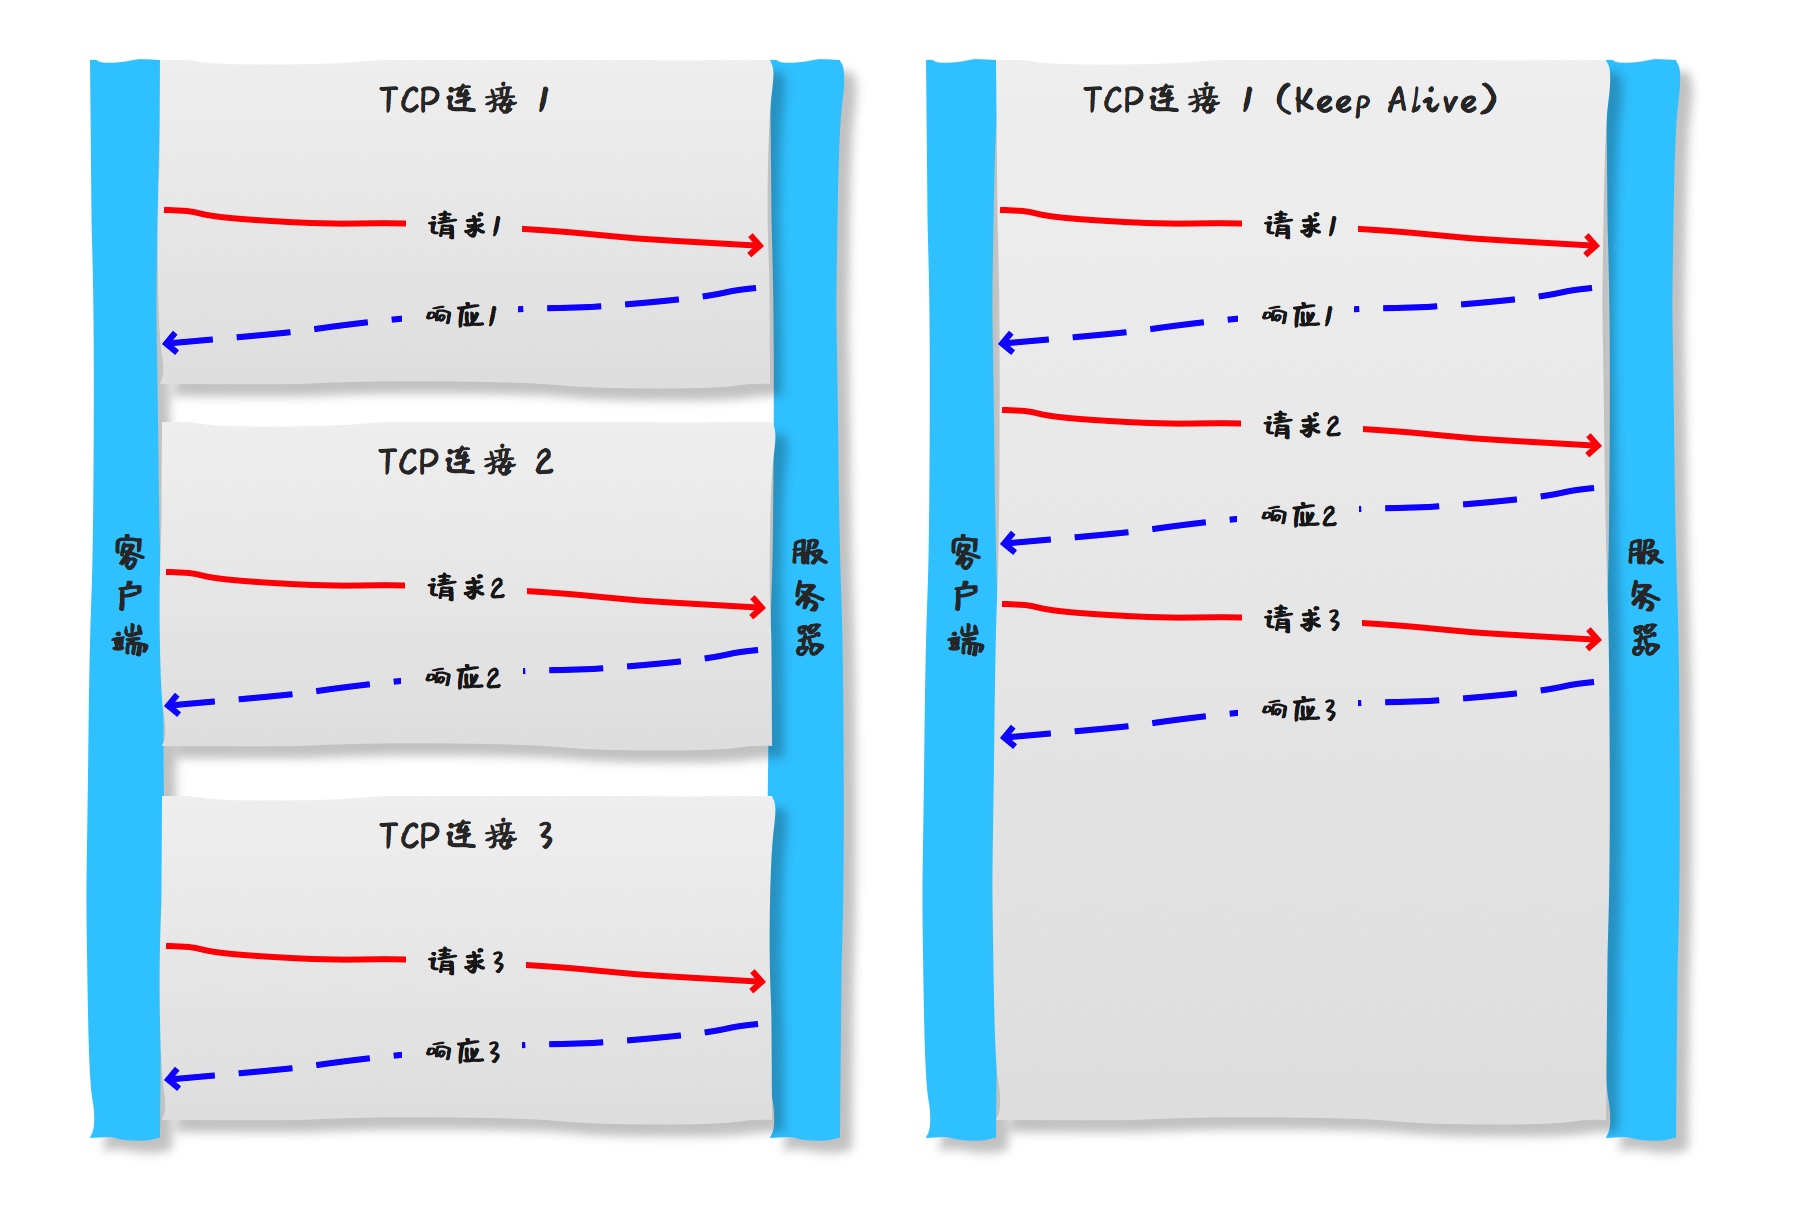 TCP连接 1
请求1
响应1
TCP连接 2
请求2
响应2
TCP连接 3
请求3
响应3
客户端
服务器
TCP连接 1 (Keep Alive)
请求1
响应1
请求2
响应2
请求3
响应3
客户端
服务器